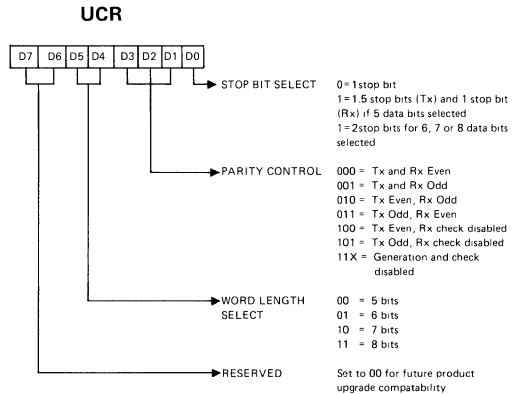 UCR
D7 D6 D5 D4 D3 D2 D1 D0
STOP BIT SELECT
0=1 stop bit
1=1.5 stop bits (Tx) and 1 stop bit
(Rx) if 5 data bits selected
1=2stop bits for 6, 7 or 8 data bits
selected
PARITY CONTROL
000 = Tx and Rx Even
001 = Tx and Rx Odd
010 = Tx Even, Rx Odd
011 = Tx Odd, Rx Even
100 = Tx Even, Rx check disabled
101 = Tx Odd, Rx check disabled
11X = Generation and check
disabled
WORD LENGTH
SELECT
00 = 5 bits
01 = 6 bits
10 = 7 bits
11 = 8 bits
RESERVED
Set to 00 for future product
upgrade compatability